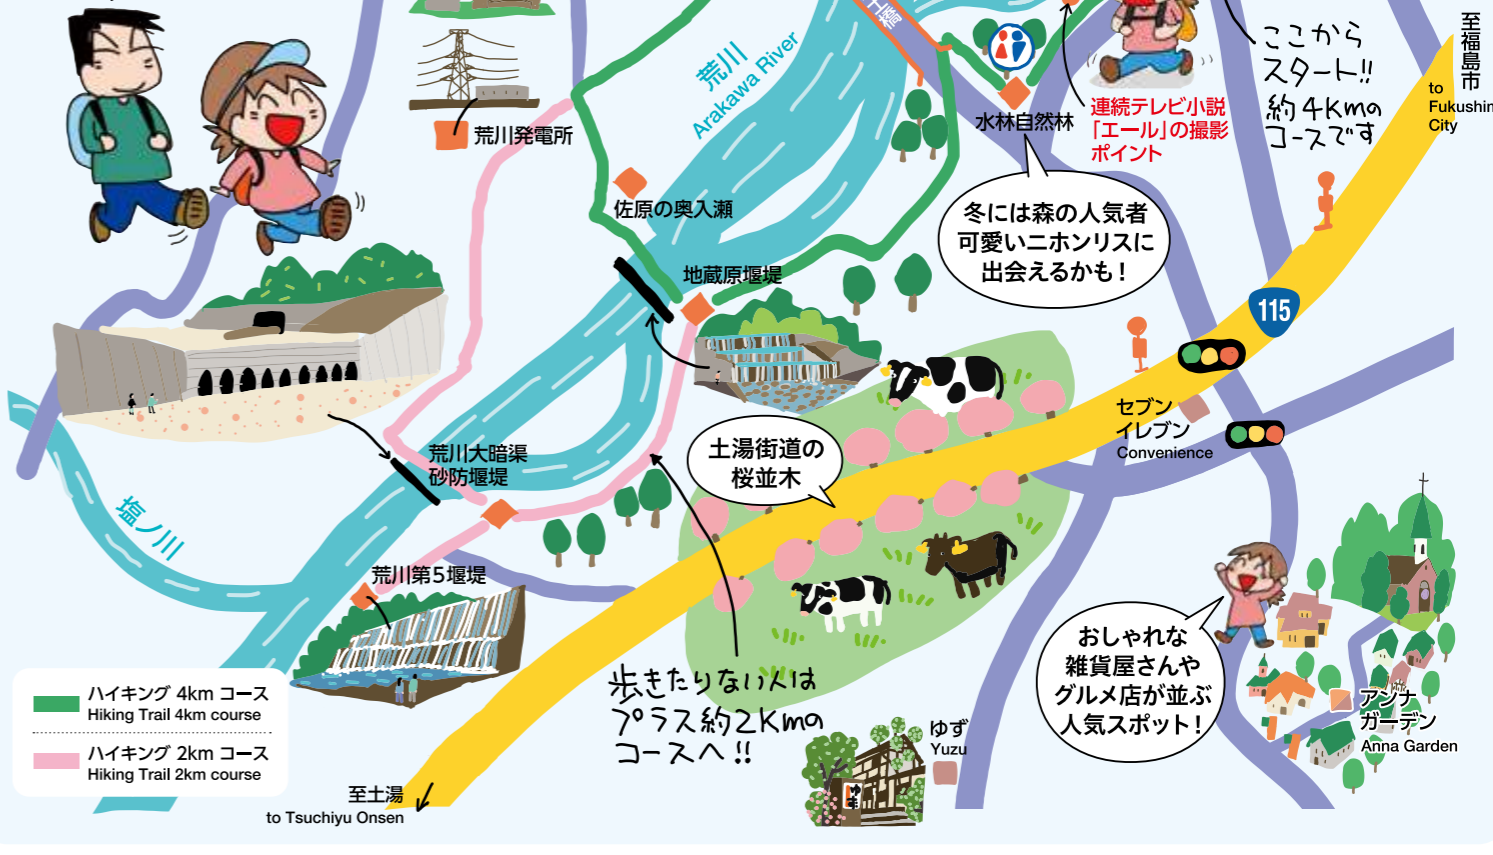 至福島市
to
Fukushim
City
ここから
スタート!!
約4Kmの
コースです
荒川
Arakawa River
水林自然林
連続テレビ小説
「エール」の撮影
ポイント
荒川発電所
佐原の奥入瀬
冬には森の人気者
可愛いニホンリスに
出会えるかも!
地蔵原堰堤
115
セブン
イレブン
Convenience
土湯街道の
桜並木
荒川大暗渠
砂防堰堤
塩ノ川
荒川第5堰堤
歩きたりない人は
プラス約2Kmの
コースへ!!
おしゃれな
雑貨屋さんや
グルメ店が並ぶ
人気スポット!
アンナ
ガーデン
Anna Garden
ゆず
Yuzu
ゆず
ハイキング 4km コース
Hiking Trail 4km course
ハイキング 2km コース
Hiking Trail 2km course
至土湯
to Tsuchiyu Onsen